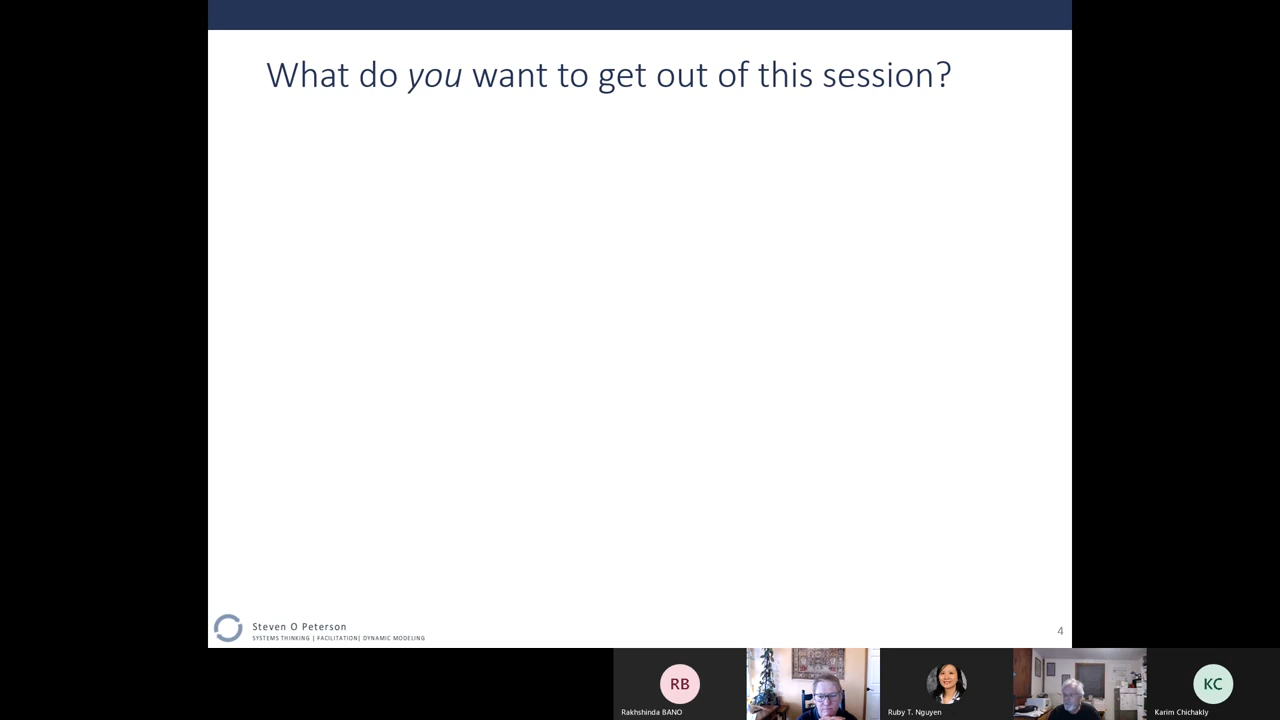 What do you want to get out of this session?
Steven O Peterson
SYSTEMS THINKING | FACILITATION| DYNAMIC MODELING
4
RB
KC
Rakhshinda BANO
Ruby T. Nguyen
Karim Chichakly